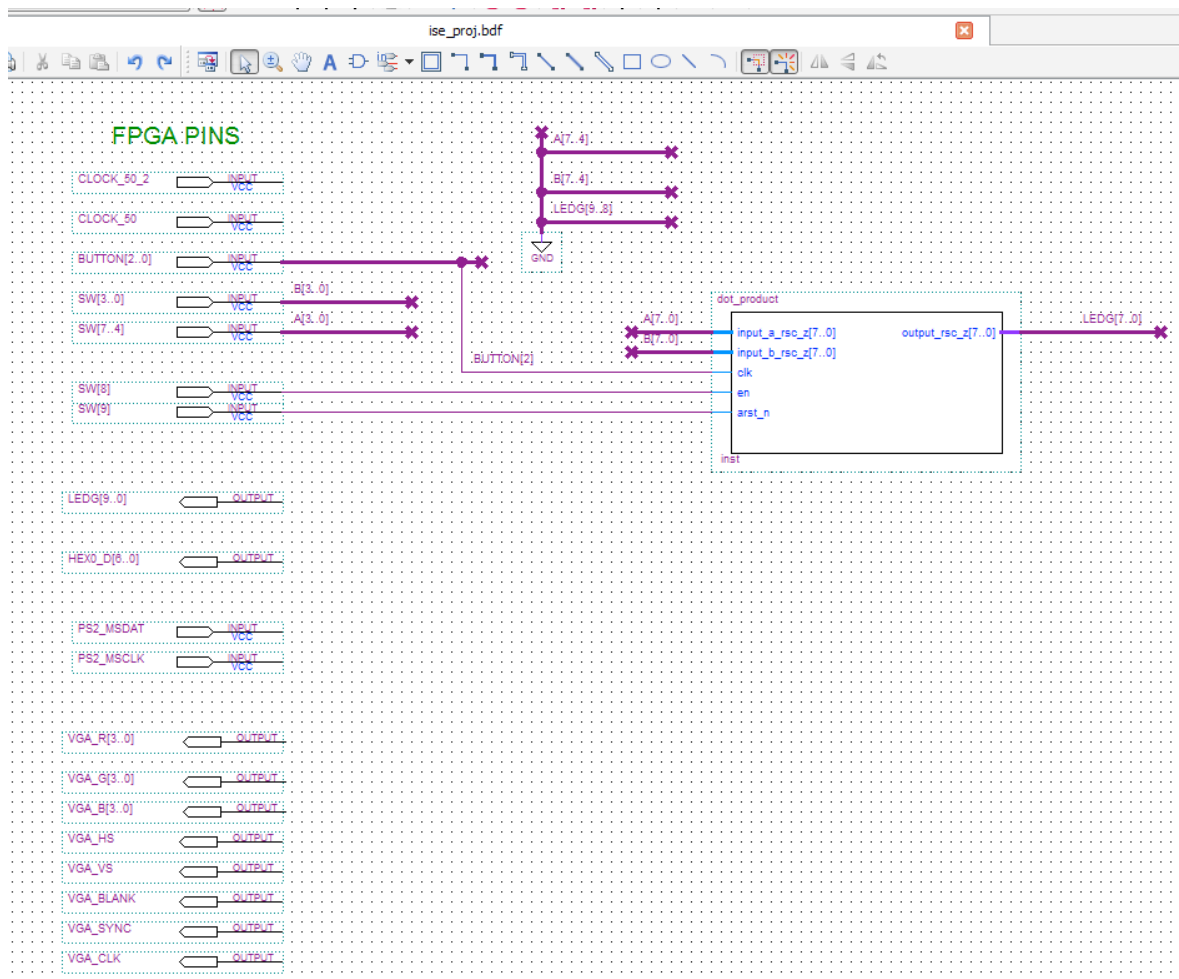 ise_proj.bdf
A
FPGA PINS
CLOCK_50_2 INPUT
VCC
CLOCK_50 INPUT
VCC
BUTTON[2..0] INPUT
VCC
SW[3..0] INPUT
VCC
B[3..0]
SW[7..4] INPUT
VCC
A[3..0]
SW[8] INPUT
VCC
SW[9] INPUT
VCC
A[7..4]
B[7..4]
LEDG[9..8]
GND
BUTTON[2]
dot_product
A[7..0]
input_a_rsc_z[7..0] output_rsc_z[7..0]
LEDG[7..0]
B[7..0]
input_b_rsc_z[7..0]
clk
en
arst_n
inst
LEDG[9..0] OUTPUT
HEX0_D[6..0] OUTPUT
PS2_MSDAT INPUT
VCC
PS2_MSCLK INPUT
VCC
VGA_R[3..0] OUTPUT
VGA_G[3..0] OUTPUT
VGA_B[3..0] OUTPUT
VGA_HS OUTPUT
VGA_VS OUTPUT
VGA_BLANK OUTPUT
VGA_SYNC OUTPUT
VGA_CLK OUTPUT